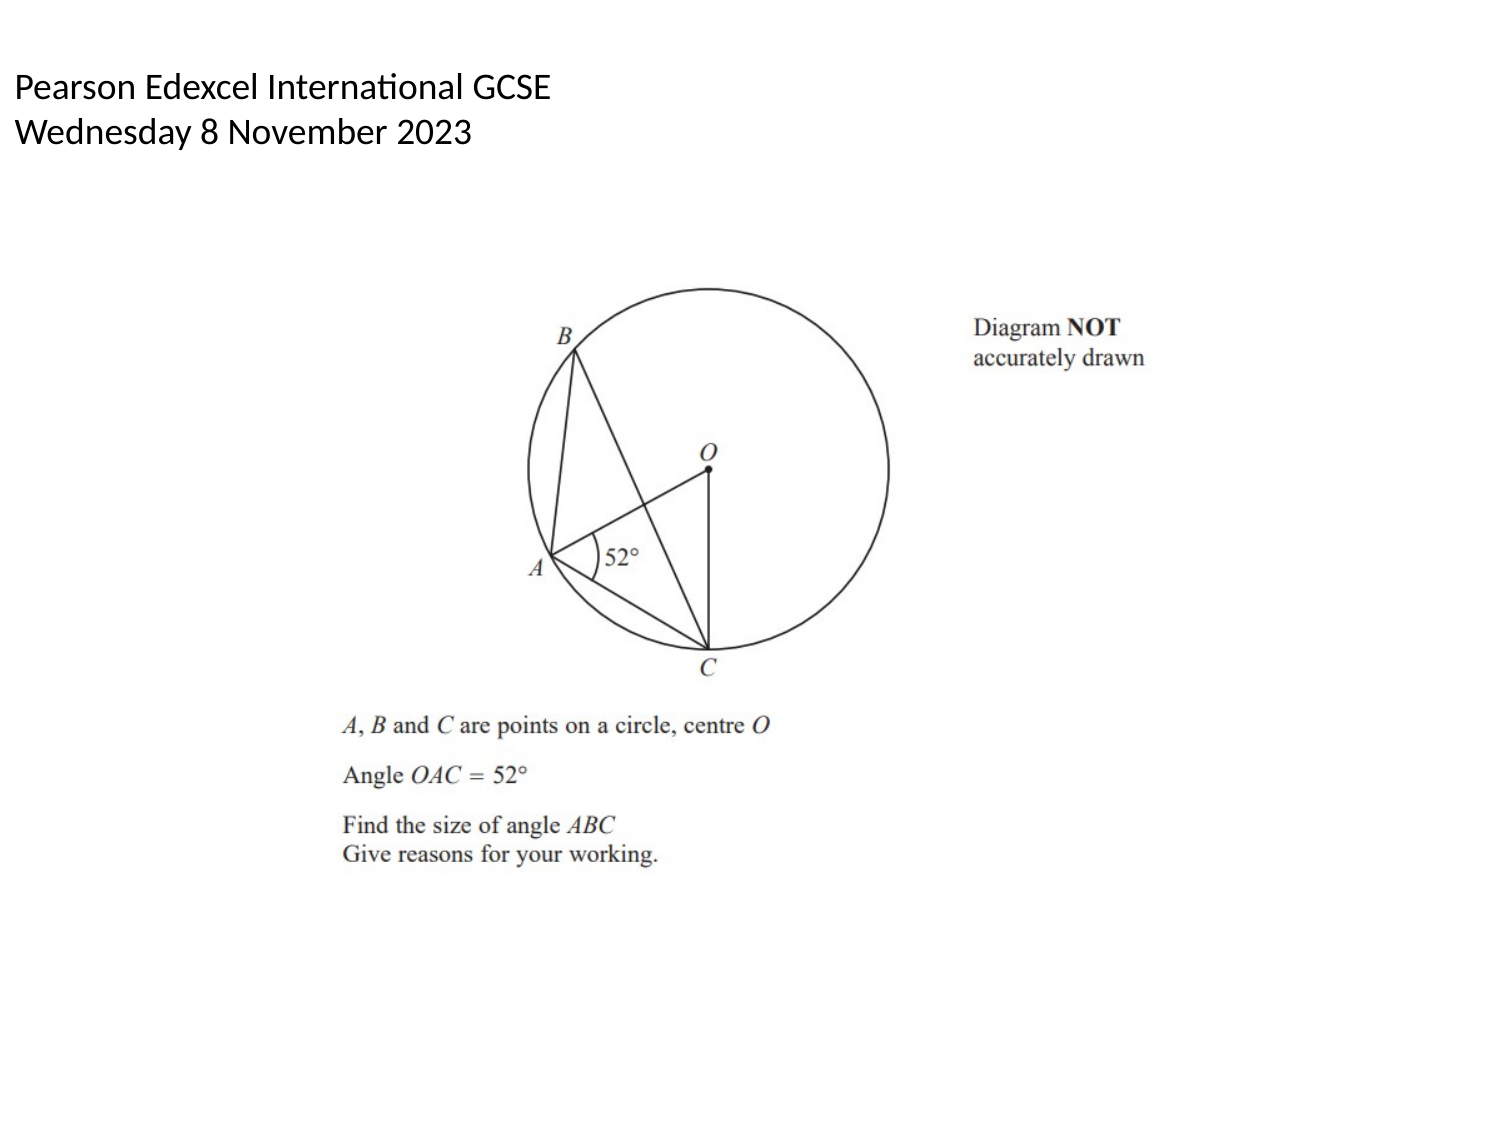 Pearson Edexcel International GCSE
Wednesday 8 November 2023
B
Diagram NOT
accurately drawn
O
52°
A
C
A, B and C are points on a circle, centre O
Angle OAC = 52°
Find the size of angle ABC
Give reasons for your working.